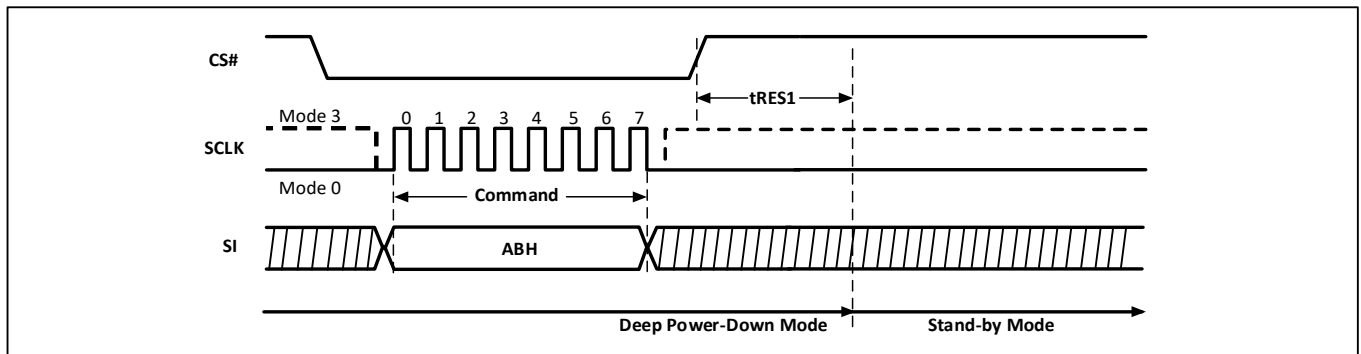 CS#
tRES1
Mode 3
0 1 2 3 4 5 6 7
SCLK
Mode 0
Command
SI
ABH
Deep Power-Down Mode Stand-by Mode